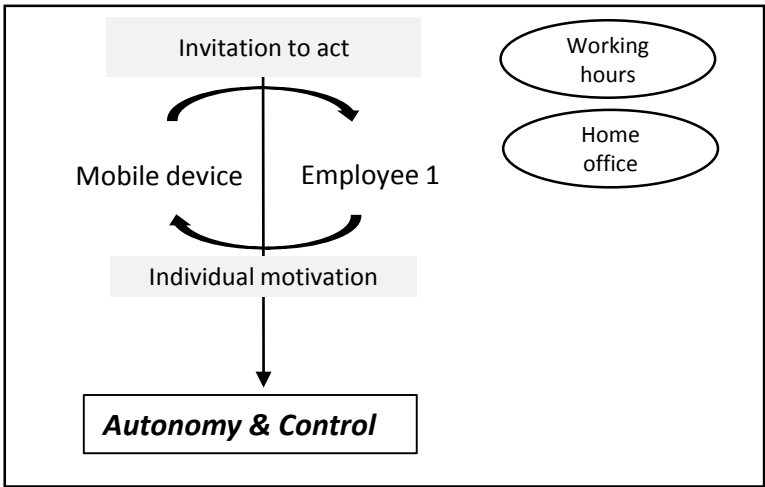 Invitation to act
Working
hours
Home
office
Mobile device
Employee 1
Individual motivation
Autonomy & Control